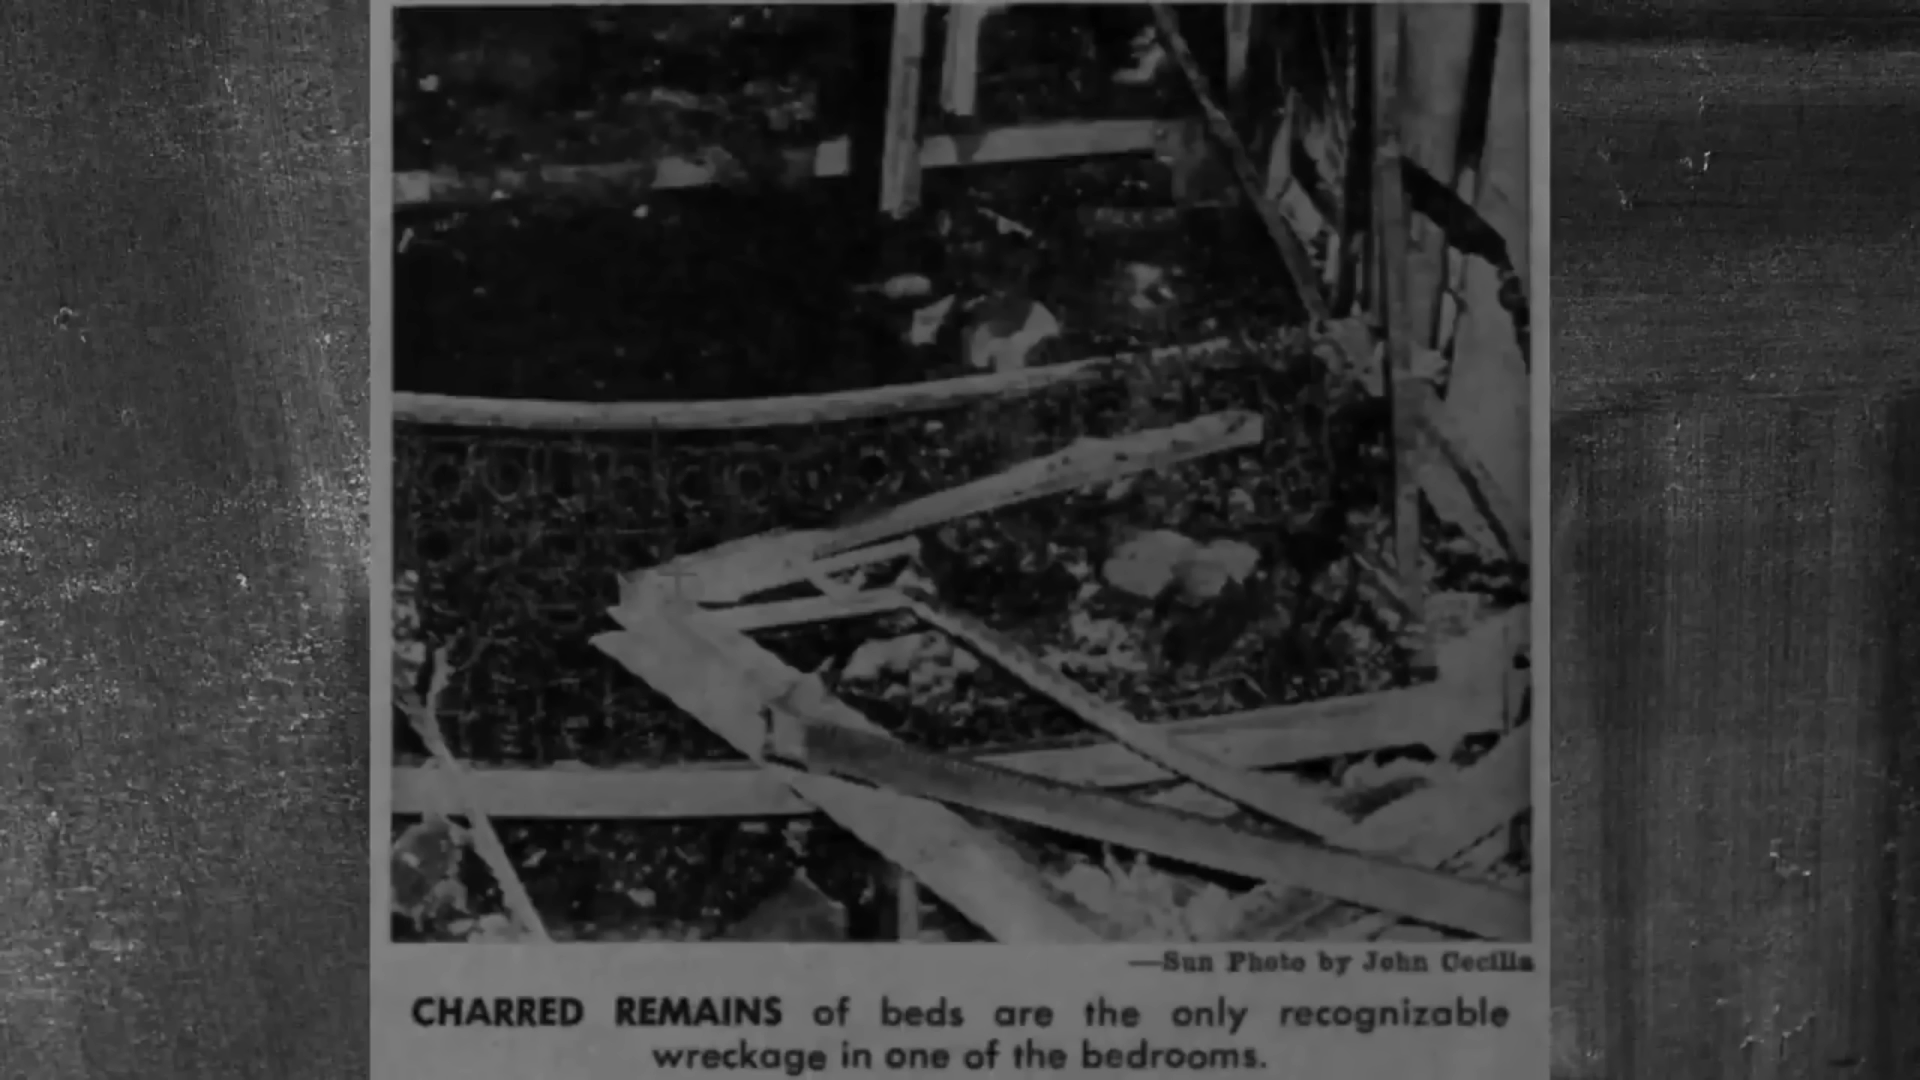 —Sun Photo by John Cecilia
CHARRED REMAINS of beds are the only recognizable
wreckage in one of the bedrooms.